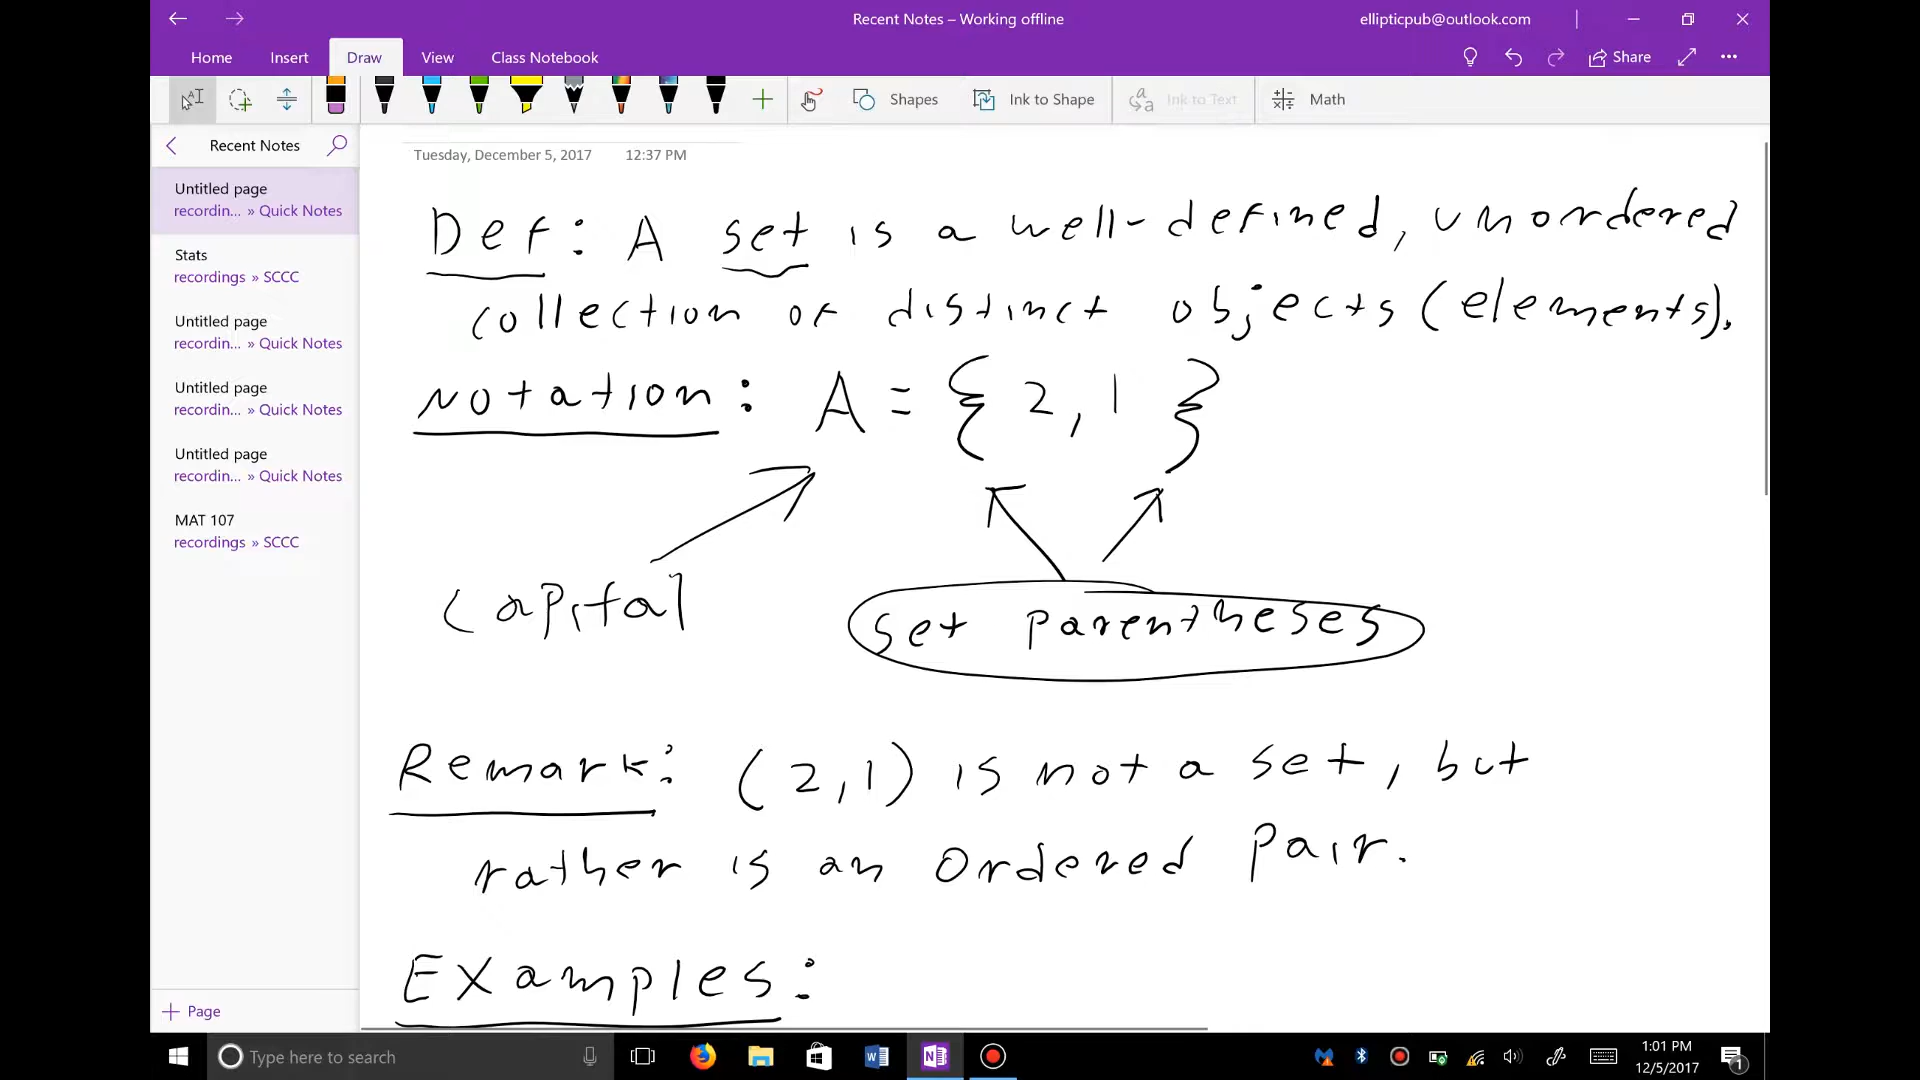 Recent Notes – Working offline
ellipticpub@outlook.com
Home Insert Draw View Class Notebook
Share
Shapes Ink to Shape Ink to Text Math
Recent Notes
Untitled page
recordin... » Quick Notes
Stats
recordings » SCCC
Untitled page
recordin... » Quick Notes
Untitled page
recordin... » Quick Notes
Untitled page
recordin... » Quick Notes
MAT 107
recordings » SCCC
+ Page
Tuesday, December 5, 2017 12:37 PM
Def: A set is a well-defined, unordered
collection of distinct objects (elements).
Notation: A = { 2, 1 }
Capital
set parentheses
Remark: (2,1) is not a set, but
rather is an ordered pair.
Examples:
Type here to search
1:01 PM
12/5/2017
1